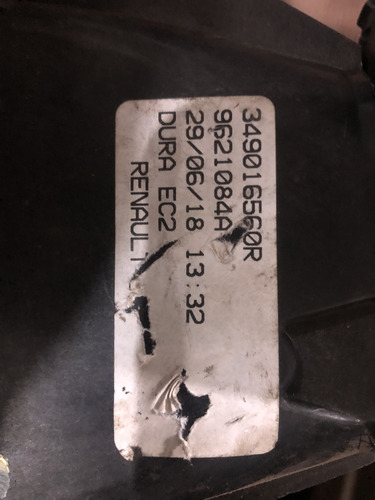 349016560R
9621084A
29/06/18 13:32
DURA EC2
RENAULT